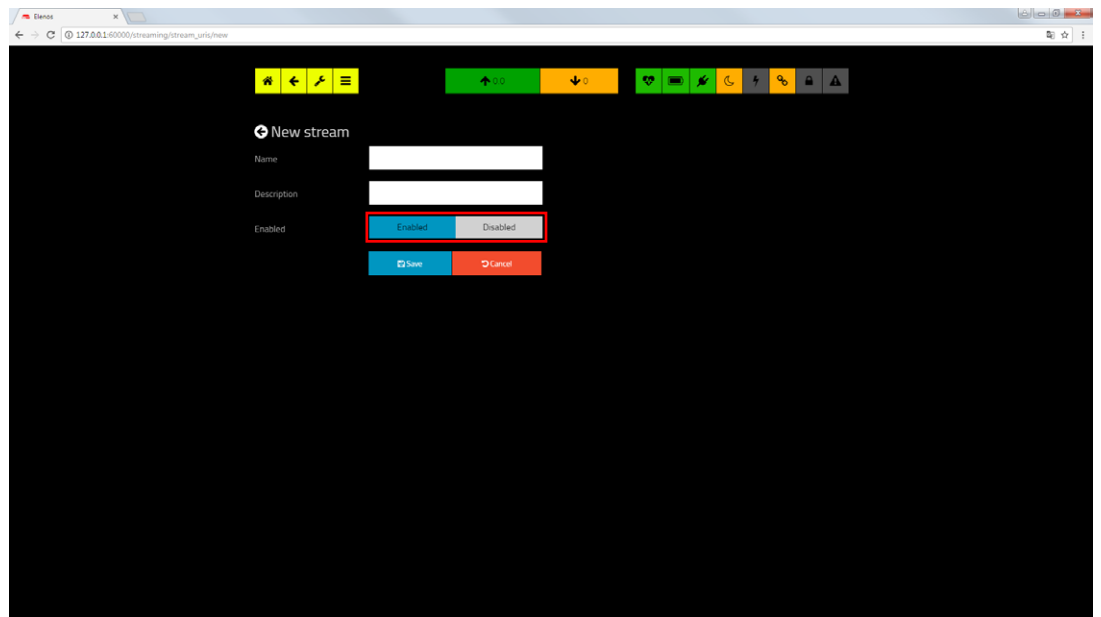 Elenos
127.0.0.1:60000/streaming/stream_uris/new
0.0
0
New stream
Name
Description
Enabled
Enabled Disabled
Save Cancel